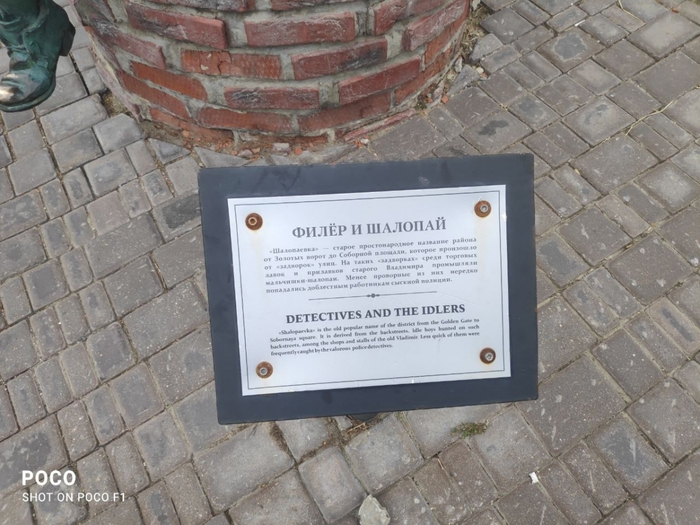 ФИЛЁР И ШАЛОПАЙ
«Шалопаевка» — старое простонародное название района
от Золотых ворот до Соборной площади, которое произошло
от «задворок» улиц. На таких «задворках» среди торговых
лавок и прилавков старого Владимира промышляли
мальчишки-шалопаи. Менее проворные из них нередко
попадались доблестным работникам сыскной полиции.
DETECTIVES AND THE IDLERS
«Shalopaevka» is the old popular name of the district from the Golden Gate to
Sobornaya square. It is derived from the backstreets. Idle boys hunted on such
backstreets, among the shops and stalls of the old Vladimir. Less quick of them were
frequently caught by the valorous police detectives.
POCO
SHOT ON POCO F1